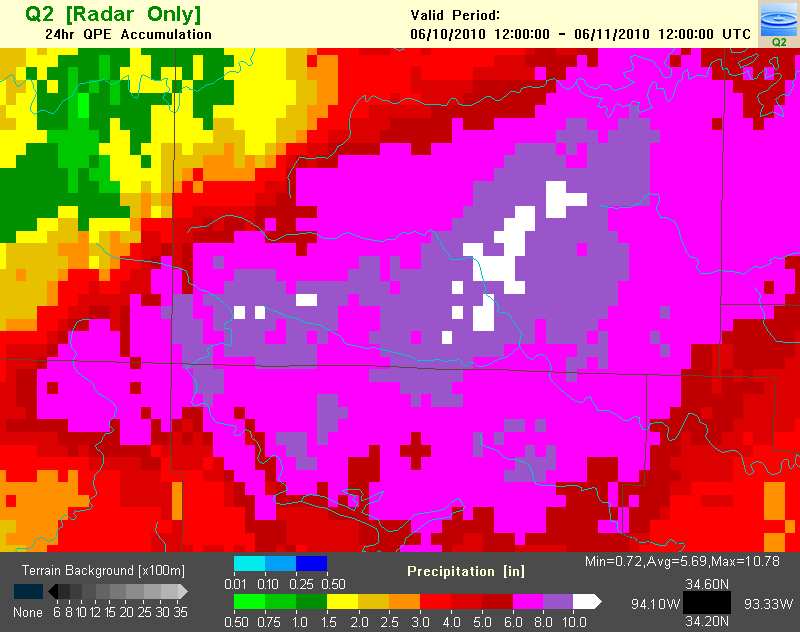 Q2 [Radar Only]
24hr QPE Accumulation
Valid Period:
06/10/2010 12:00:00 - 06/11/2010 12:00:00 UTC
Q2
Terrain Background [x100m]
None 6 8 10 12 15 20 25 30 35
0.01 0.10 0.25 0.50
Precipitation [in]
0.50 0.75 1.0 1.5 2.0 2.5 3.0 4.0 5.0 6.0 8.0 10.0
Min=0.72,Avg=5.69,Max=10.78
34.60N
94.10W 93.33W
34.20N